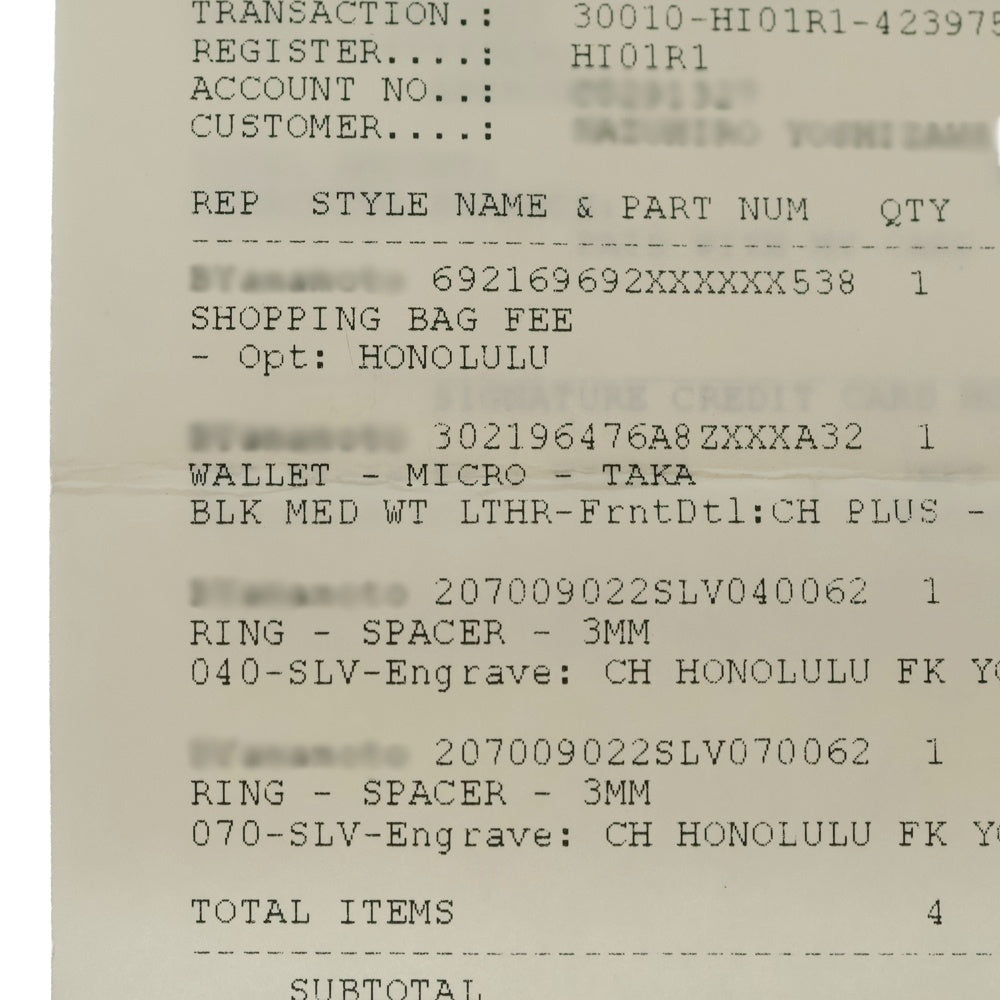 TRANSACTION.: 30010-HI01R1-423975
REGISTER....: HI01R1
ACCOUNT NO..:
CUSTOMER....:
REP STYLE NAME & PART NUM QTY
692169692XXXXXX538 1
SHOPPING BAG FEE
- Opt: HONOLULU
SIGNATURE CREDIT CARD
302196476A8ZXXXA32 1
WALLET - MICRO - TAKA
BLK MED WT LTHR-FrntDtl:CH PLUS -
207009022SLV040062 1
RING - SPACER - 3MM
040-SLV-Engrave: CH HONOLULU FK
207009022SLV070062 1
RING - SPACER - 3MM
070-SLV-Engrave: CH HONOLULU FK
TOTAL ITEMS 4
SUBTOTAL